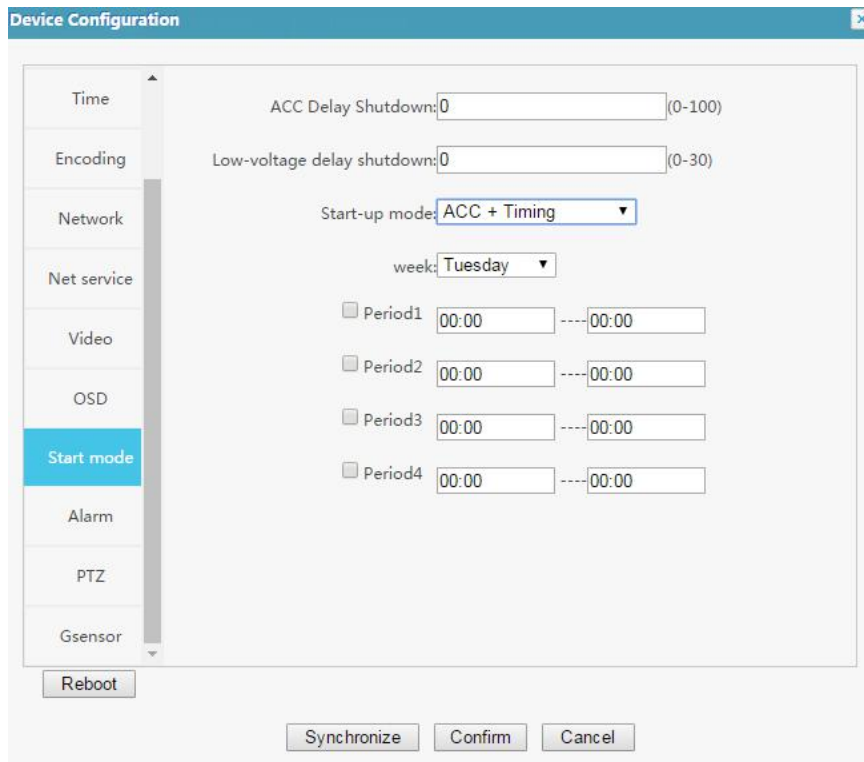 Device Configuration
Time
Encoding
Network
Net service
Video
OSD
Start mode
Alarm
PTZ
Gsensor
ACC Delay Shutdown: 0 (0-100)
Low-voltage delay shutdown: 0 (0-30)
Start-up mode: ACC + Timing
week: Tuesday
Period1 00:00 ----00:00
Period2 00:00 ----00:00
Period3 00:00 ----00:00
Period4 00:00 ----00:00
Reboot
Synchronize Confirm Cancel